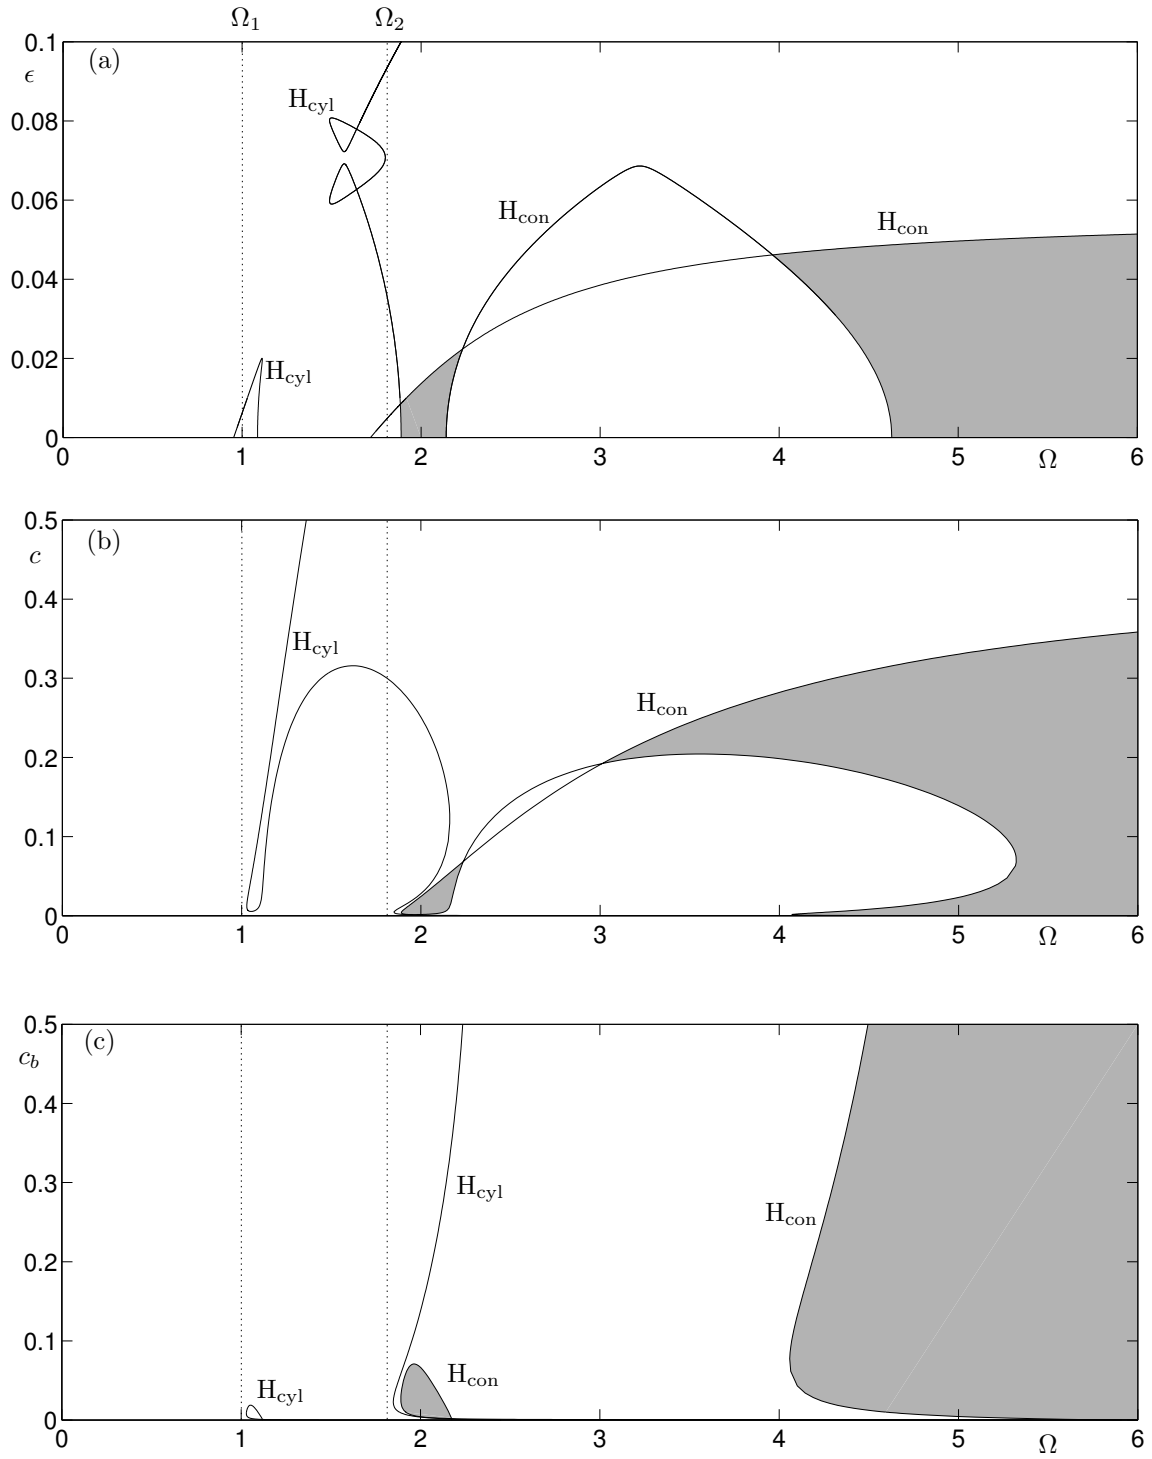 Ω₁ Ω₂
0.1 (a)
ϵ
H_cyl
0.08
0.06 H_con H_con
0.04
0.02 H_cyl
0
0 1 2 3 4 5 Ω 6
0.5 (b)
c
0.4
H_cyl
0.3
H_con
0.2
0.1
0
0 1 2 3 4 5 Ω 6
0.5 (c)
c_b
0.4
0.3 H_cyl
H_con
0.2
0.1
H_cyl H_con
0
0 1 2 3 4 5 Ω 6